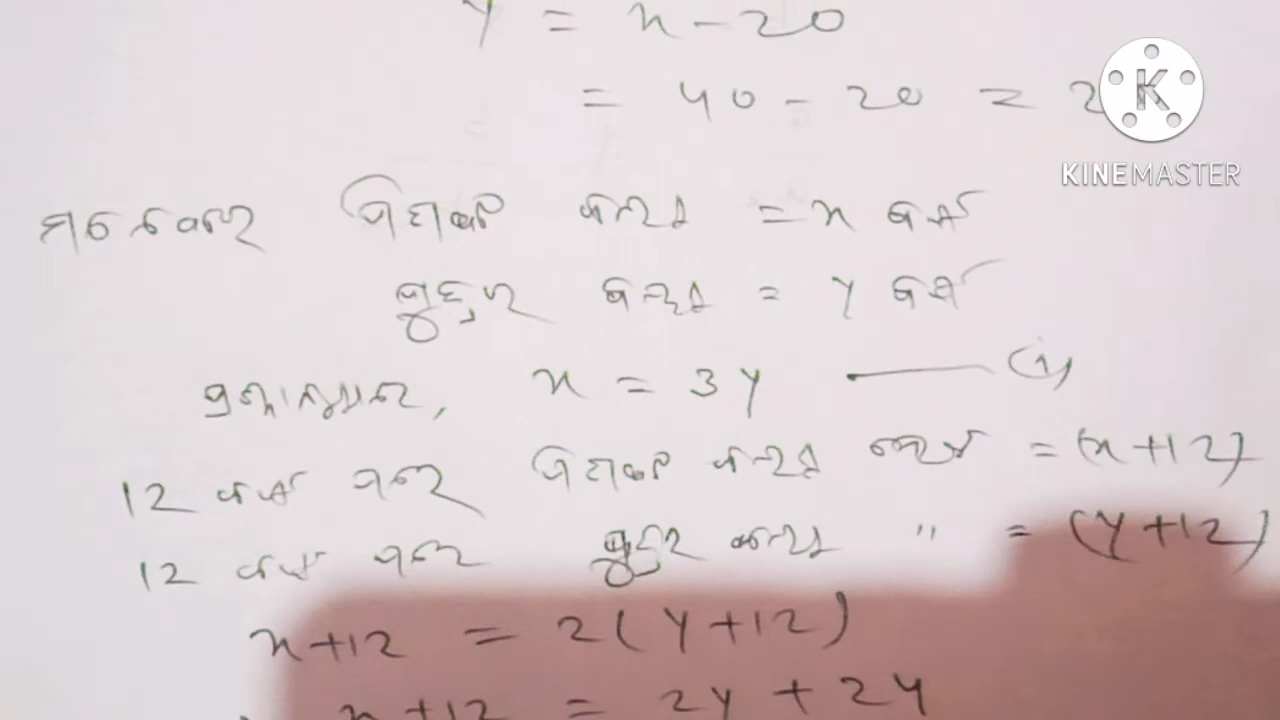 y = x - 20
= 40 - 20 = 2
K
KINEMASTER
ମନେକର ପିତାଙ୍କ ବୟସ = x ବର୍ଷ
ପୁତ୍ରର ବୟସ = y ବର୍ଷ
ପ୍ରଶ୍ନାନୁସାରେ, x = 3y (1)
12 ବର୍ଷ ପରେ ପିତାଙ୍କ ବୟସ ହେବ = (x+12)
12 ବର୍ଷ ପରେ ପୁତ୍ରର ବୟସ " = (y+12)
x+12 = 2(y+12)
x+12 = 2y + 24